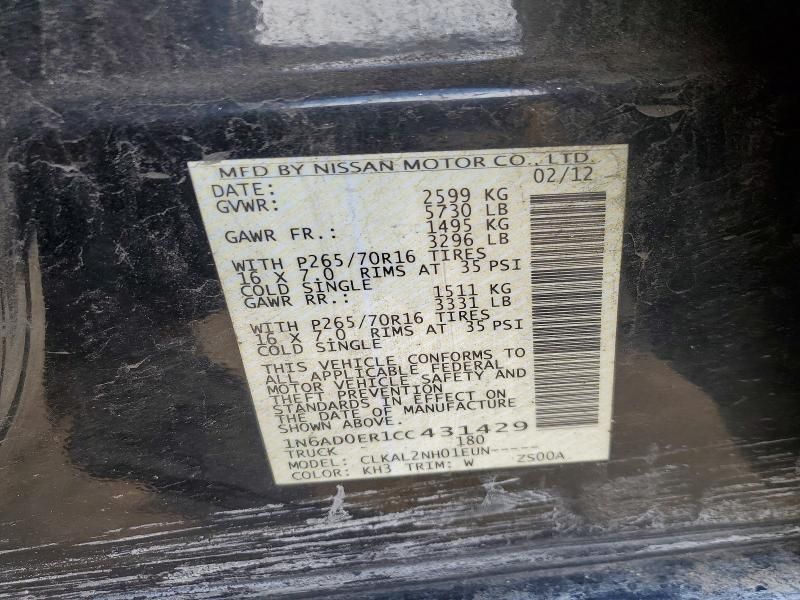 MFD BY NISSAN MOTOR CO., LTD.
DATE: 02/12
GVWR: 2599 KG
5730 LB
GAWR FR.: 1495 KG
3296 LB
WITH P265/70R16 TIRES
16 X 7.0 RIMS AT 35 PSI
COLD SINGLE
GAWR RR.: 1511 KG
3331 LB
WITH P265/70R16 TIRES
16 X 7.0 RIMS AT 35 PSI
COLD SINGLE
THIS VEHICLE CONFORMS TO
ALL APPLICABLE FEDERAL
MOTOR VEHICLE SAFETY AND
THEFT PREVENTION
STANDARDS IN EFFECT ON
THE DATE OF MANUFACTURE
SHOWN ABOVE.
1N6AD0ER1CC431429
TRUCK 180
MODEL: CLKAL2NH01EUN-----
COLOR: KH3 TRIM: W ZS00A